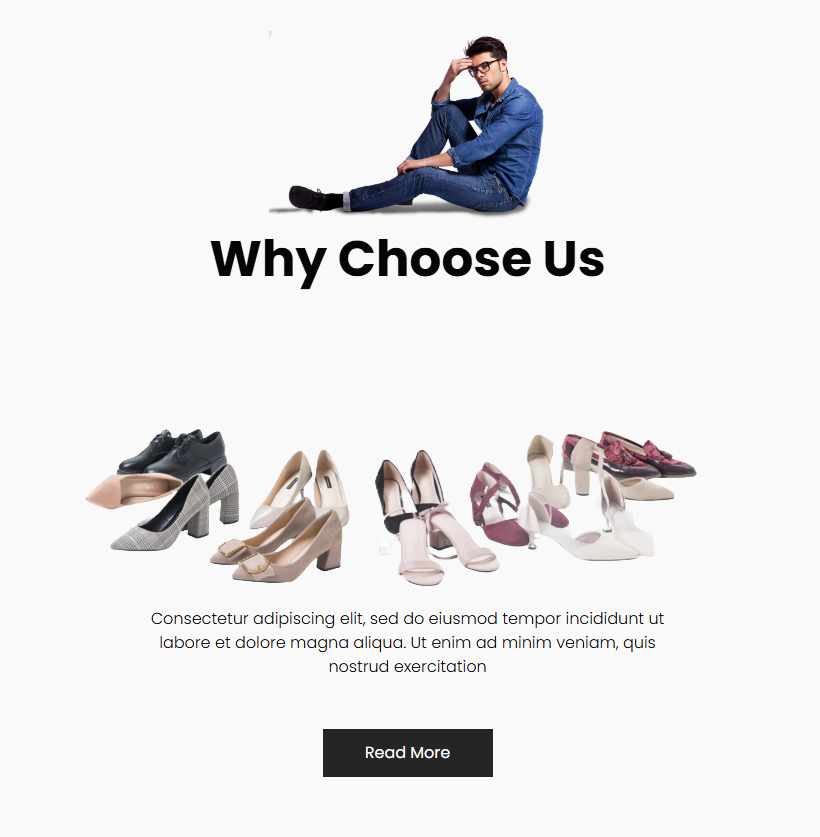 Why Choose Us
Consectetur adipiscing elit, sed do eiusmod tempor incididunt ut
labore et dolore magna aliqua. Ut enim ad minim veniam, quis
nostrud exercitation
Read More